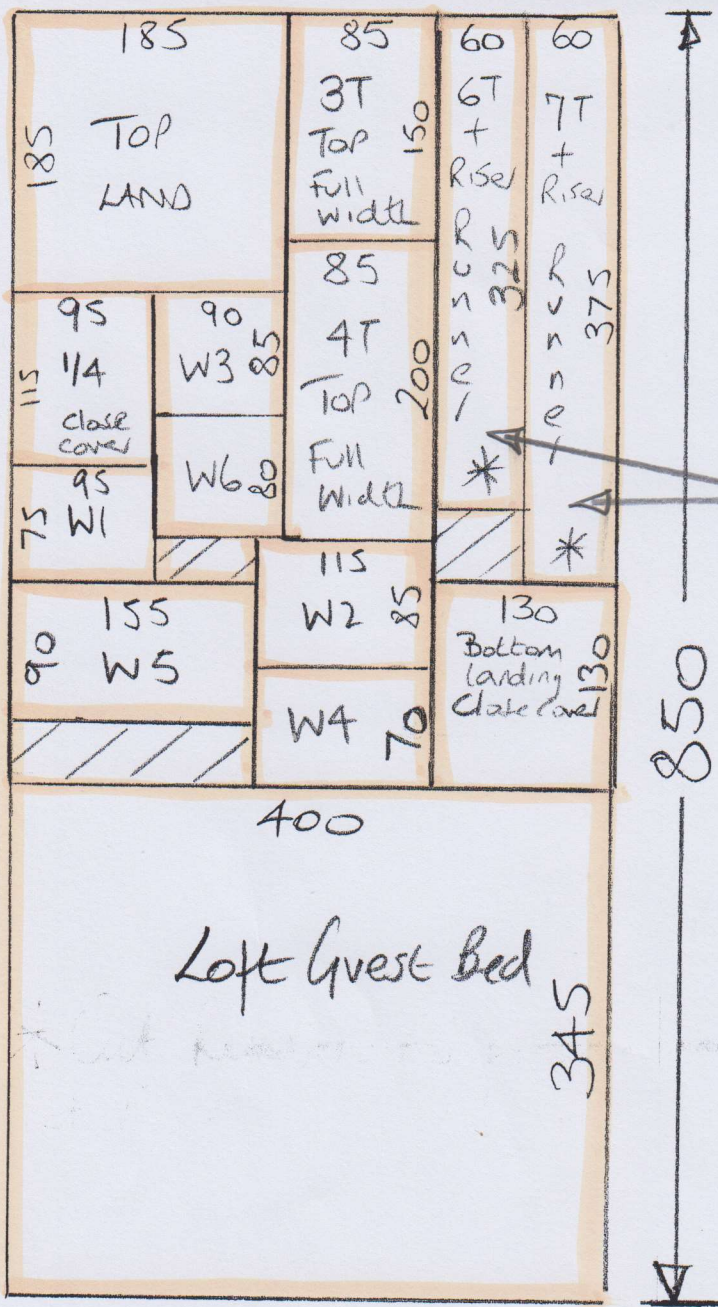 185
185
TOP
LAND
85
3T
Top
Full
Width
150
60
6T
+
Riser
Runner
325
*
60
7T
+
Riser
Runner
375
*
95
1/4
close
cover
115
90
W3
85
85
4T
Top
Full
Width
200
95
W1
75
W6
80
155
W5
90
115
W2
85
W4
70
130
Bottom
landing
Close cover
130
850
400
Loft Guest Bed
345